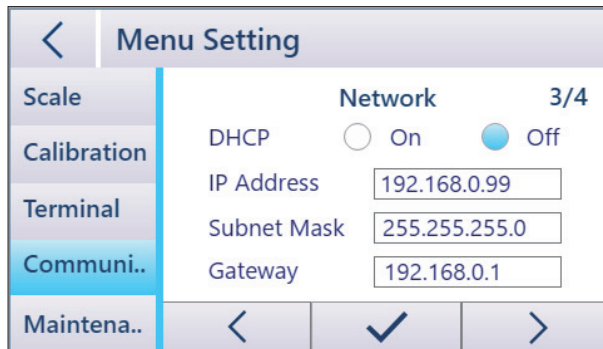 Menu Setting
Scale
Calibration
Terminal
Communi..
Maintena..
Network 3/4
DHCP On Off
IP Address 192.168.0.99
Subnet Mask 255.255.255.0
Gateway 192.168.0.1